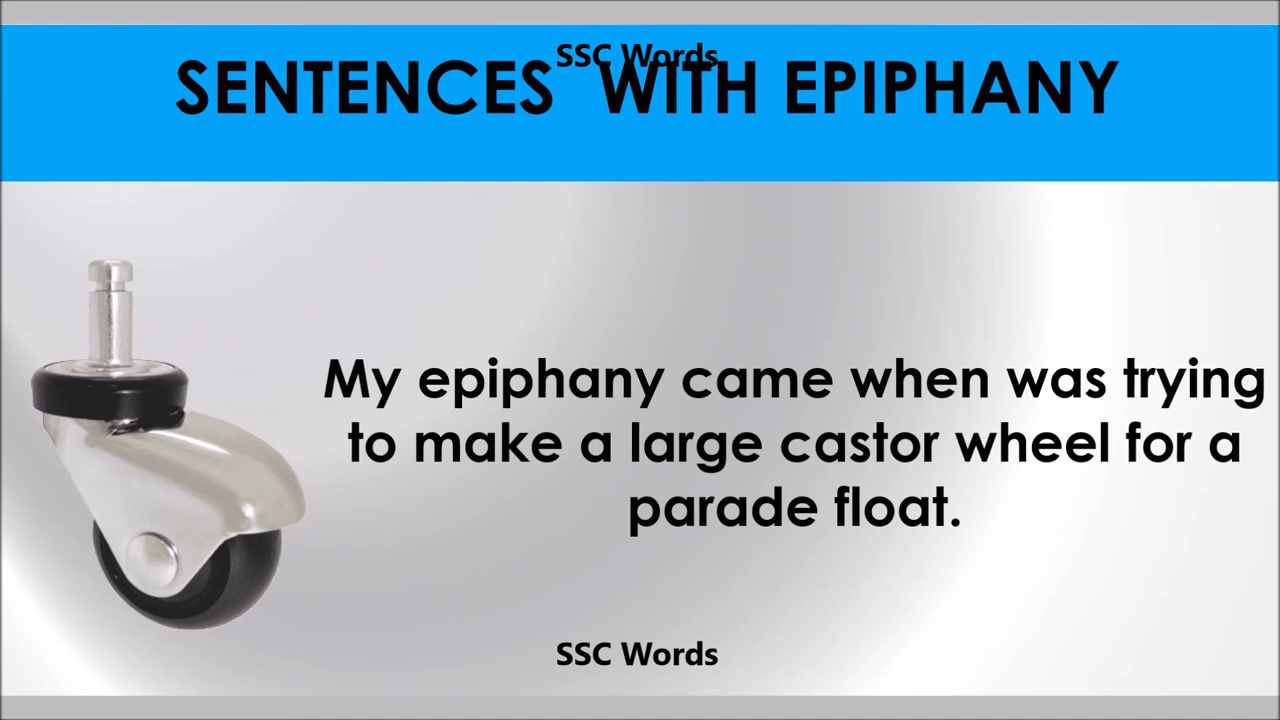 SSC Words
SENTENCES WITH EPIPHANY
My epiphany came when was trying
to make a large castor wheel for a
parade float.
SSC Words